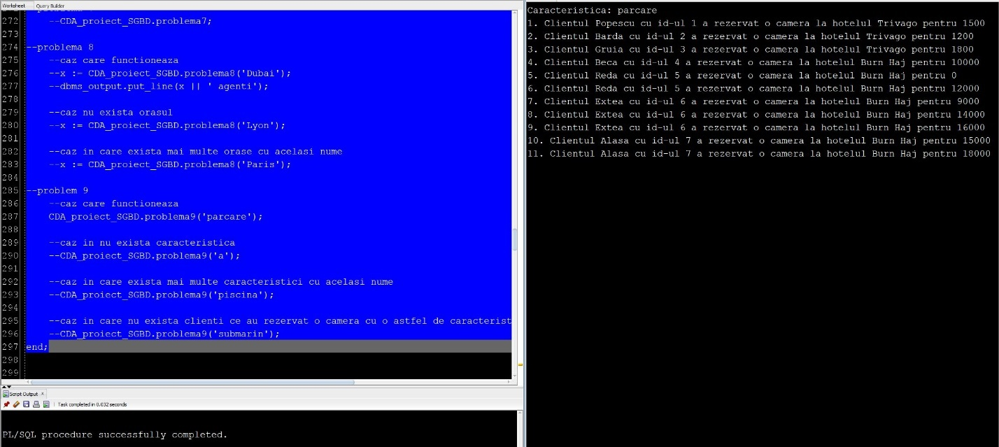 Worksheet Query Builder
272 --CDA_proiect_SGBD.problema7;
273
274 --problema 8
275 --caz care functioneaza
276 --x := CDA_proiect_SGBD.problema8('Dubai');
277 --dbms_output.put_line(x || ' agenti');
278
279 --caz nu exista orasul
280 --x := CDA_proiect_SGBD.problema8('Lyon');
281
282 --caz in care exista mai multe orase cu acelasi nume
283 --x := CDA_proiect_SGBD.problema8('Paris');
284
285 --problem 9
286 --caz care functioneaza
287 CDA_proiect_SGBD.problema9('parcare');
288
289 --caz in nu exista caracteristica
290 --CDA_proiect_SGBD.problema9('a');
291
292 --caz in care exista mai multe caracteristici cu acelasi nume
293 --CDA_proiect_SGBD.problema9('piscina');
294
295 --caz in care nu exista clienti ce au rezervat o camera cu o astfel de caracterist
296 --CDA_proiect_SGBD.problema9('submarin');
297 end;
298
299
Script Output ×
Task completed in 0.032 seconds
PL/SQL procedure successfully completed.
Caracteristica: parcare
1. Clientul Popescu cu id-ul 1 a rezervat o camera la hotelul Trivago pentru 1500
2. Clientul Barda cu id-ul 2 a rezervat o camera la hotelul Trivago pentru 1200
3. Clientul Gruia cu id-ul 3 a rezervat o camera la hotelul Trivago pentru 1800
4. Clientul Beca cu id-ul 4 a rezervat o camera la hotelul Burn Haj pentru 10000
5. Clientul Reda cu id-ul 5 a rezervat o camera la hotelul Burn Haj pentru 0
6. Clientul Reda cu id-ul 5 a rezervat o camera la hotelul Burn Haj pentru 12000
7. Clientul Extea cu id-ul 6 a rezervat o camera la hotelul Burn Haj pentru 9000
8. Clientul Extea cu id-ul 6 a rezervat o camera la hotelul Burn Haj pentru 14000
9. Clientul Extea cu id-ul 6 a rezervat o camera la hotelul Burn Haj pentru 16000
10. Clientul Alasa cu id-ul 7 a rezervat o camera la hotelul Burn Haj pentru 15000
11. Clientul Alasa cu id-ul 7 a rezervat o camera la hotelul Burn Haj pentru 18000